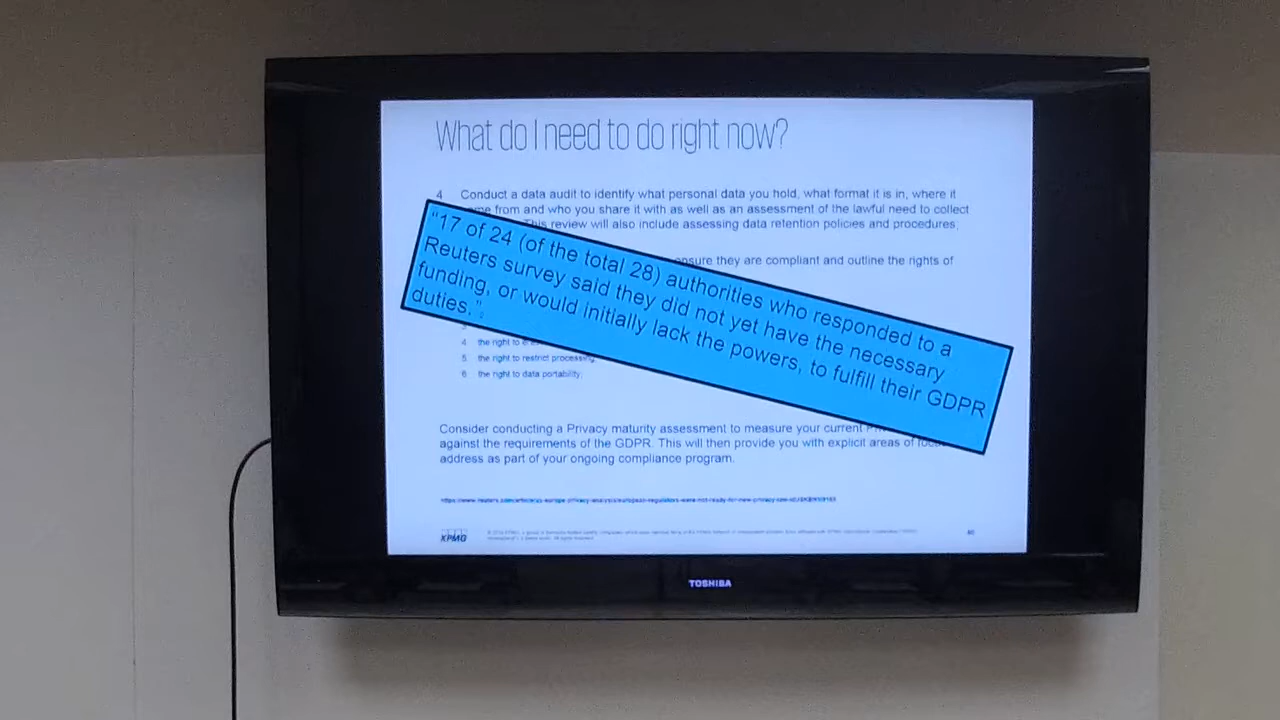 What do I need to do right now?
4 Conduct a data audit to identify what personal data you hold, what format it is in, where it
from and who you share it with as well as an assessment of the lawful need to collect
This review will also include assessing data retention policies and procedures;
ensure they are compliant and outline the rights of
"17 of 24 (of the total 28) authorities who responded to a
Reuters survey said they did not yet have the necessary
funding, or would initially lack the powers, to fulfill their GDPR
duties.".
4. the right to
5. the right to restrict processing;
6. the right to data portability;
Consider conducting a Privacy maturity assessment to measure your current
against the requirements of the GDPR. This will then provide you with explicit areas of
address as part of your ongoing compliance program.
KPMG
60
TOSHIBA